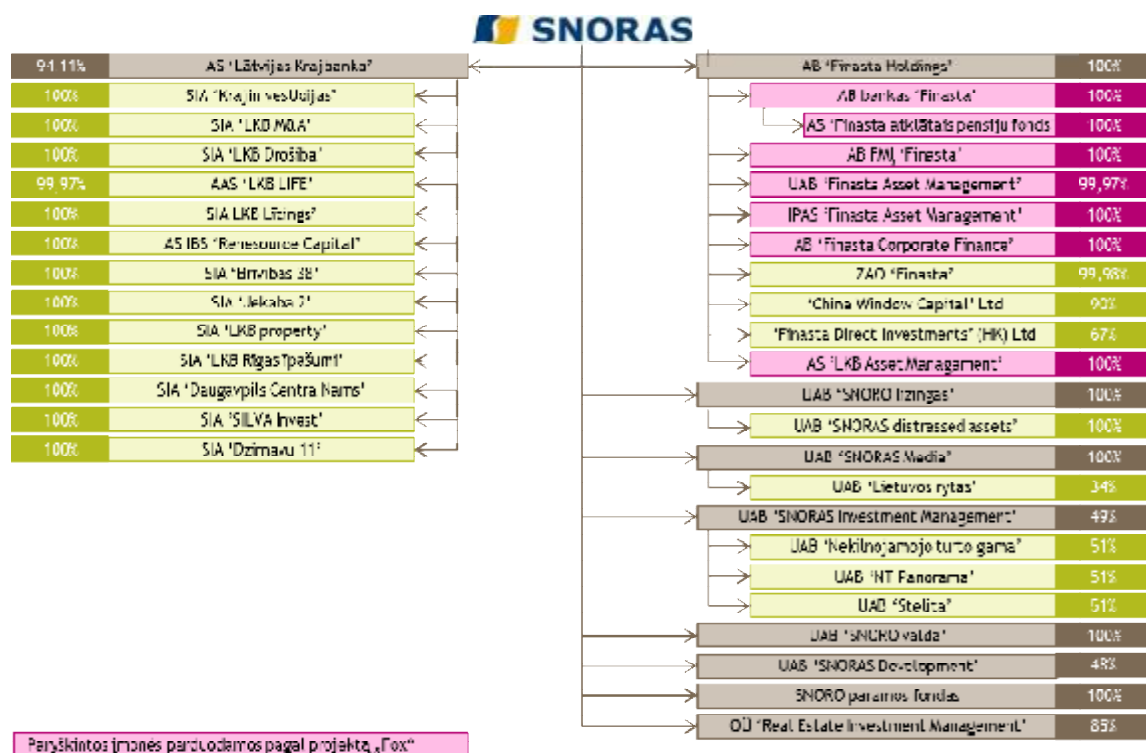 SNORAS
94,11% AS "Latvijas Krajbanka"
100% SIA "Krajinvestīcijas"
100% SIA "LKB M&A"
100% SIA "LKB Drošība"
99,97% AAS "LKB LIFE"
100% SIA LKB Līzings"
100% AS IBS "Renesource Capital"
100% SIA "Brīvības 38"
100% SIA "Jēkaba 2"
100% SIA "LKB property"
100% SIA "LKB Rīgas īpašumi"
100% SIA "Daugavpils Centra Nams"
100% SIA "SILVA Invest"
100% SIA "Dzirnavu 11"
AB "Finasta Holdings" 100%
AB bankas "Finasta" 100%
AS "Finasta atklātais pensiju fonds 100%
AB FMĮ "Finasta" 100%
UAB "Finasta Asset Management" 99,97%
IPAS "Finasta Asset Management" 100%
AB "Finasta Corporate Finance" 100%
ZAO "Finasta" 99,98%
"China Window Capital" Ltd 90%
"Finasta Direct Investments" (HK) Ltd 67%
AS "LKB Asset Management" 100%
UAB "SNORO lizingas" 100%
UAB "SNORAS distressed assets" 100%
UAB "SNORAS Media" 100%
UAB "Lietuvos rytas" 34%
UAB "SNORAS Investment Management" 49%
UAB "Nekilnojamojo turto gama" 51%
UAB "NT Panorama" 51%
UAB "Stelita" 51%
UAB "SNORO valda" 100%
UAB "SNORAS Development" 48%
SNORO paramos fondas 100%
OÜ "Real Estate Investment Management" 85%
Paryškintos įmonės parduodamos pagal projektą „Fox"